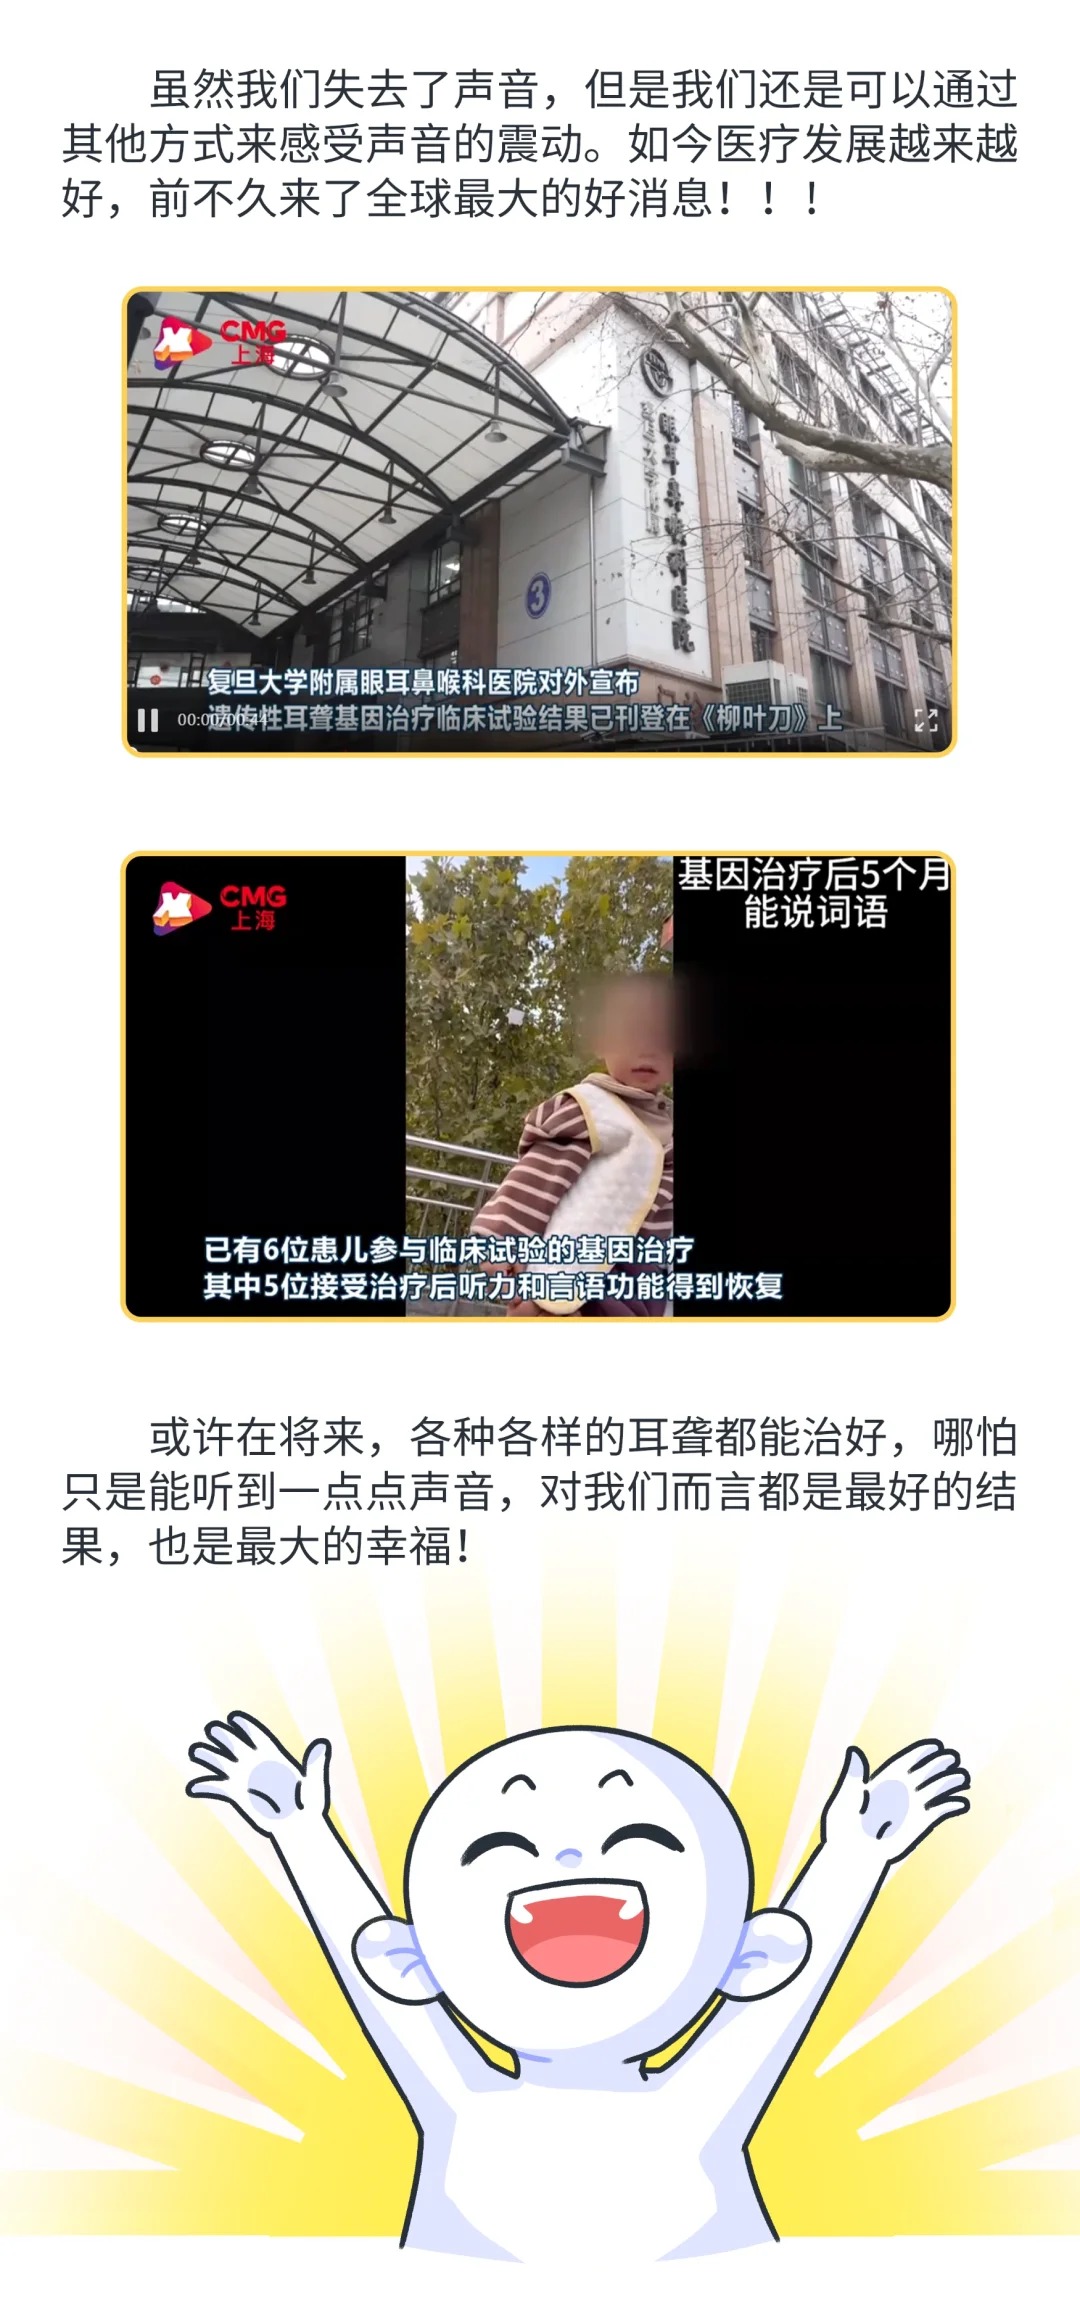 虽然我们失去了声音，但是我们还是可以通过
其他方式来感受声音的震动。如今医疗发展越来越
好，前不久来了全球最大的好消息！！！
CMG
上海
眼耳鼻喉科医院
3
复旦大学附属眼耳鼻喉科医院对外宣布
00:00/00:44
遗传性耳聋基因治疗临床试验结果已刊登在《柳叶刀》上
CMG
上海
基因治疗后5个月
能说词语
已有6位患儿参与临床试验的基因治疗
其中5位接受治疗后听力和言语功能得到恢复
或许在将来，各种各样的耳聋都能治好，哪怕
只是能听到一点点声音，对我们而言都是最好的结
果，也是最大的幸福！